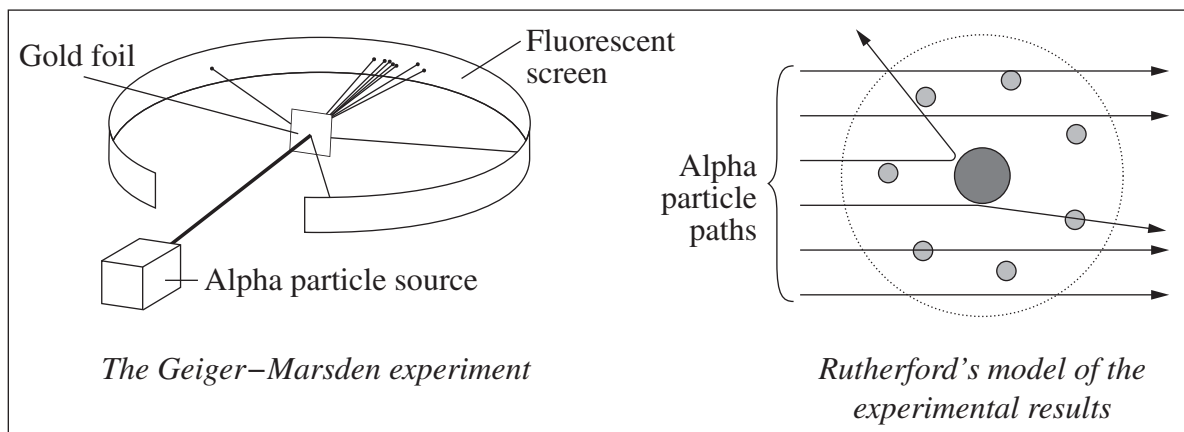 Gold foil
Fluorescent
screen
Alpha particle source
The Geiger–Marsden experiment
Alpha
particle
paths
Rutherford's model of the
experimental results